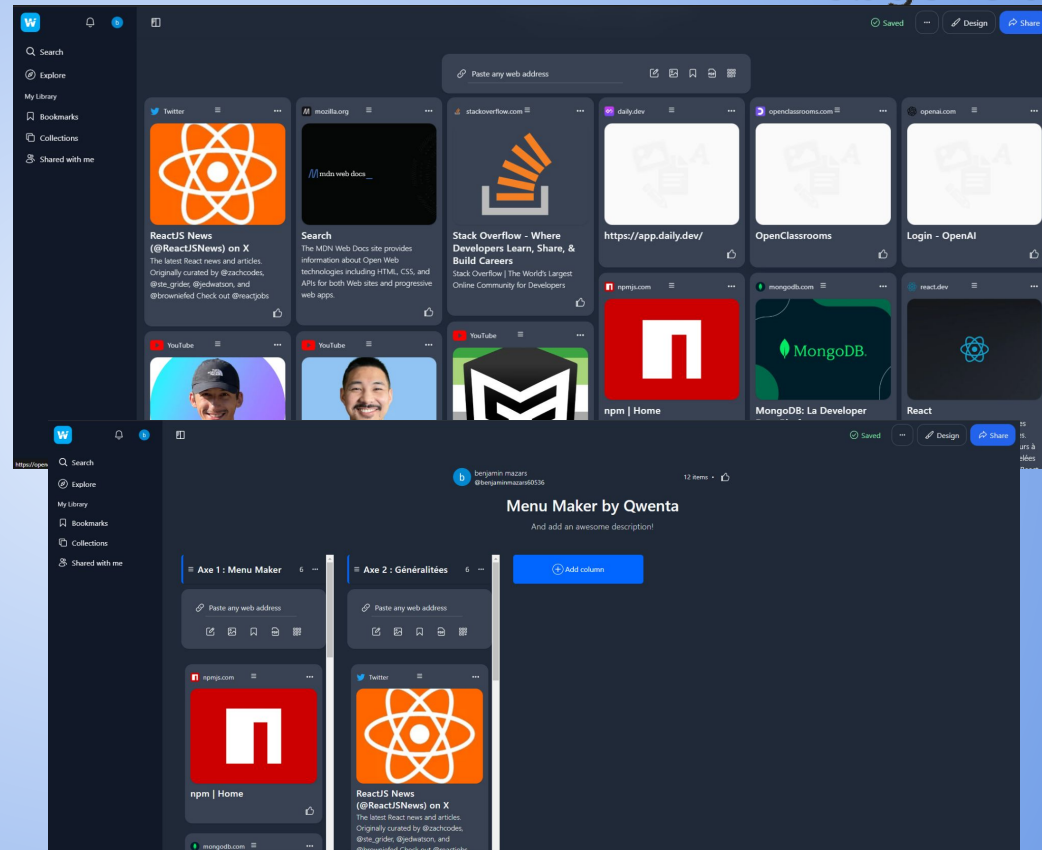 W
b
Saved
Design
Share
Search
Explore
My Library
Bookmarks
Collections
Shared with me
Paste any web address
Twitter
ReactJS News
(@ReactJSNews) on X
The latest React news and articles.
Originally curated by @zachcodes,
@ste_grider, @jedwatson, and
@browniefed Check out @reactjobs
mozilla.org
mdn web docs_
Search
The MDN Web Docs site provides
information about Open Web
technologies including HTML, CSS, and
APIs for both Web sites and progressive
web apps.
stackoverflow.com
Stack Overflow - Where
Developers Learn, Share, &
Build Careers
Stack Overflow | The World's Largest
Online Community for Developers
daily.dev
https://app.daily.dev/
openclassrooms.com
OpenClassrooms
openai.com
Login - OpenAI
YouTube
YouTube
YouTube
npmjs.com
npm | Home
mongodb.com
MongoDB.
MongoDB: La Developer
react.dev
React
https://open
W
b
Saved
Design
Share
Search
Explore
My Library
Bookmarks
Collections
Shared with me
b
benjamin mazars
@benjaminmazars60536
12 items •
Menu Maker by Qwenta
And add an awesome description!
Axe 1 : Menu Maker 6
Paste any web address
npmjs.com
npm | Home
mongodb.com
Axe 2 : Généralitées 6
Paste any web address
Twitter
ReactJS News
(@ReactJSNews) on X
The latest React news and articles.
Originally curated by @zachcodes,
@ste_grider, @jedwatson, and
@browniefed Check out @reactjobs
Add column